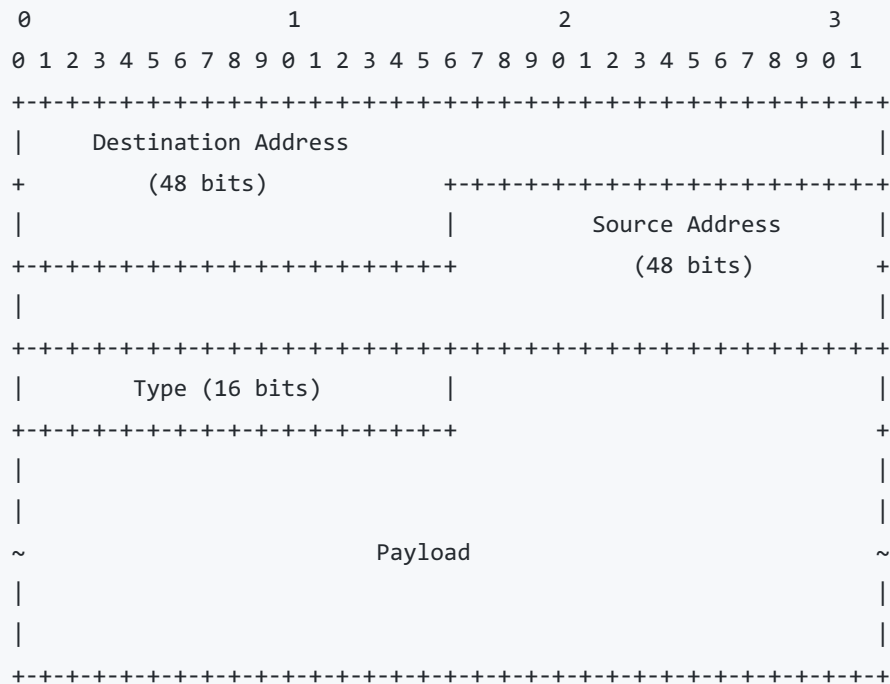 0                   1                   2                   3
0 1 2 3 4 5 6 7 8 9 0 1 2 3 4 5 6 7 8 9 0 1 2 3 4 5 6 7 8 9 0 1
+-+-+-+-+-+-+-+-+-+-+-+-+-+-+-+-+-+-+-+-+-+-+-+-+-+-+-+-+-+-+-+-+
|     Destination Address                                       |
+         (48 bits)             +-+-+-+-+-+-+-+-+-+-+-+-+-+-+-+-+
|                               |          Source Address       |
+-+-+-+-+-+-+-+-+-+-+-+-+-+-+-+-+             (48 bits)         +
|                                                               |
+-+-+-+-+-+-+-+-+-+-+-+-+-+-+-+-+-+-+-+-+-+-+-+-+-+-+-+-+-+-+-+-+
|        Type (16 bits)         |                               |
+-+-+-+-+-+-+-+-+-+-+-+-+-+-+-+-+                               +
|                                                               |
|                                                               |
~                          Payload                              ~
|                                                               |
|                                                               |
+-+-+-+-+-+-+-+-+-+-+-+-+-+-+-+-+-+-+-+-+-+-+-+-+-+-+-+-+-+-+-+-+